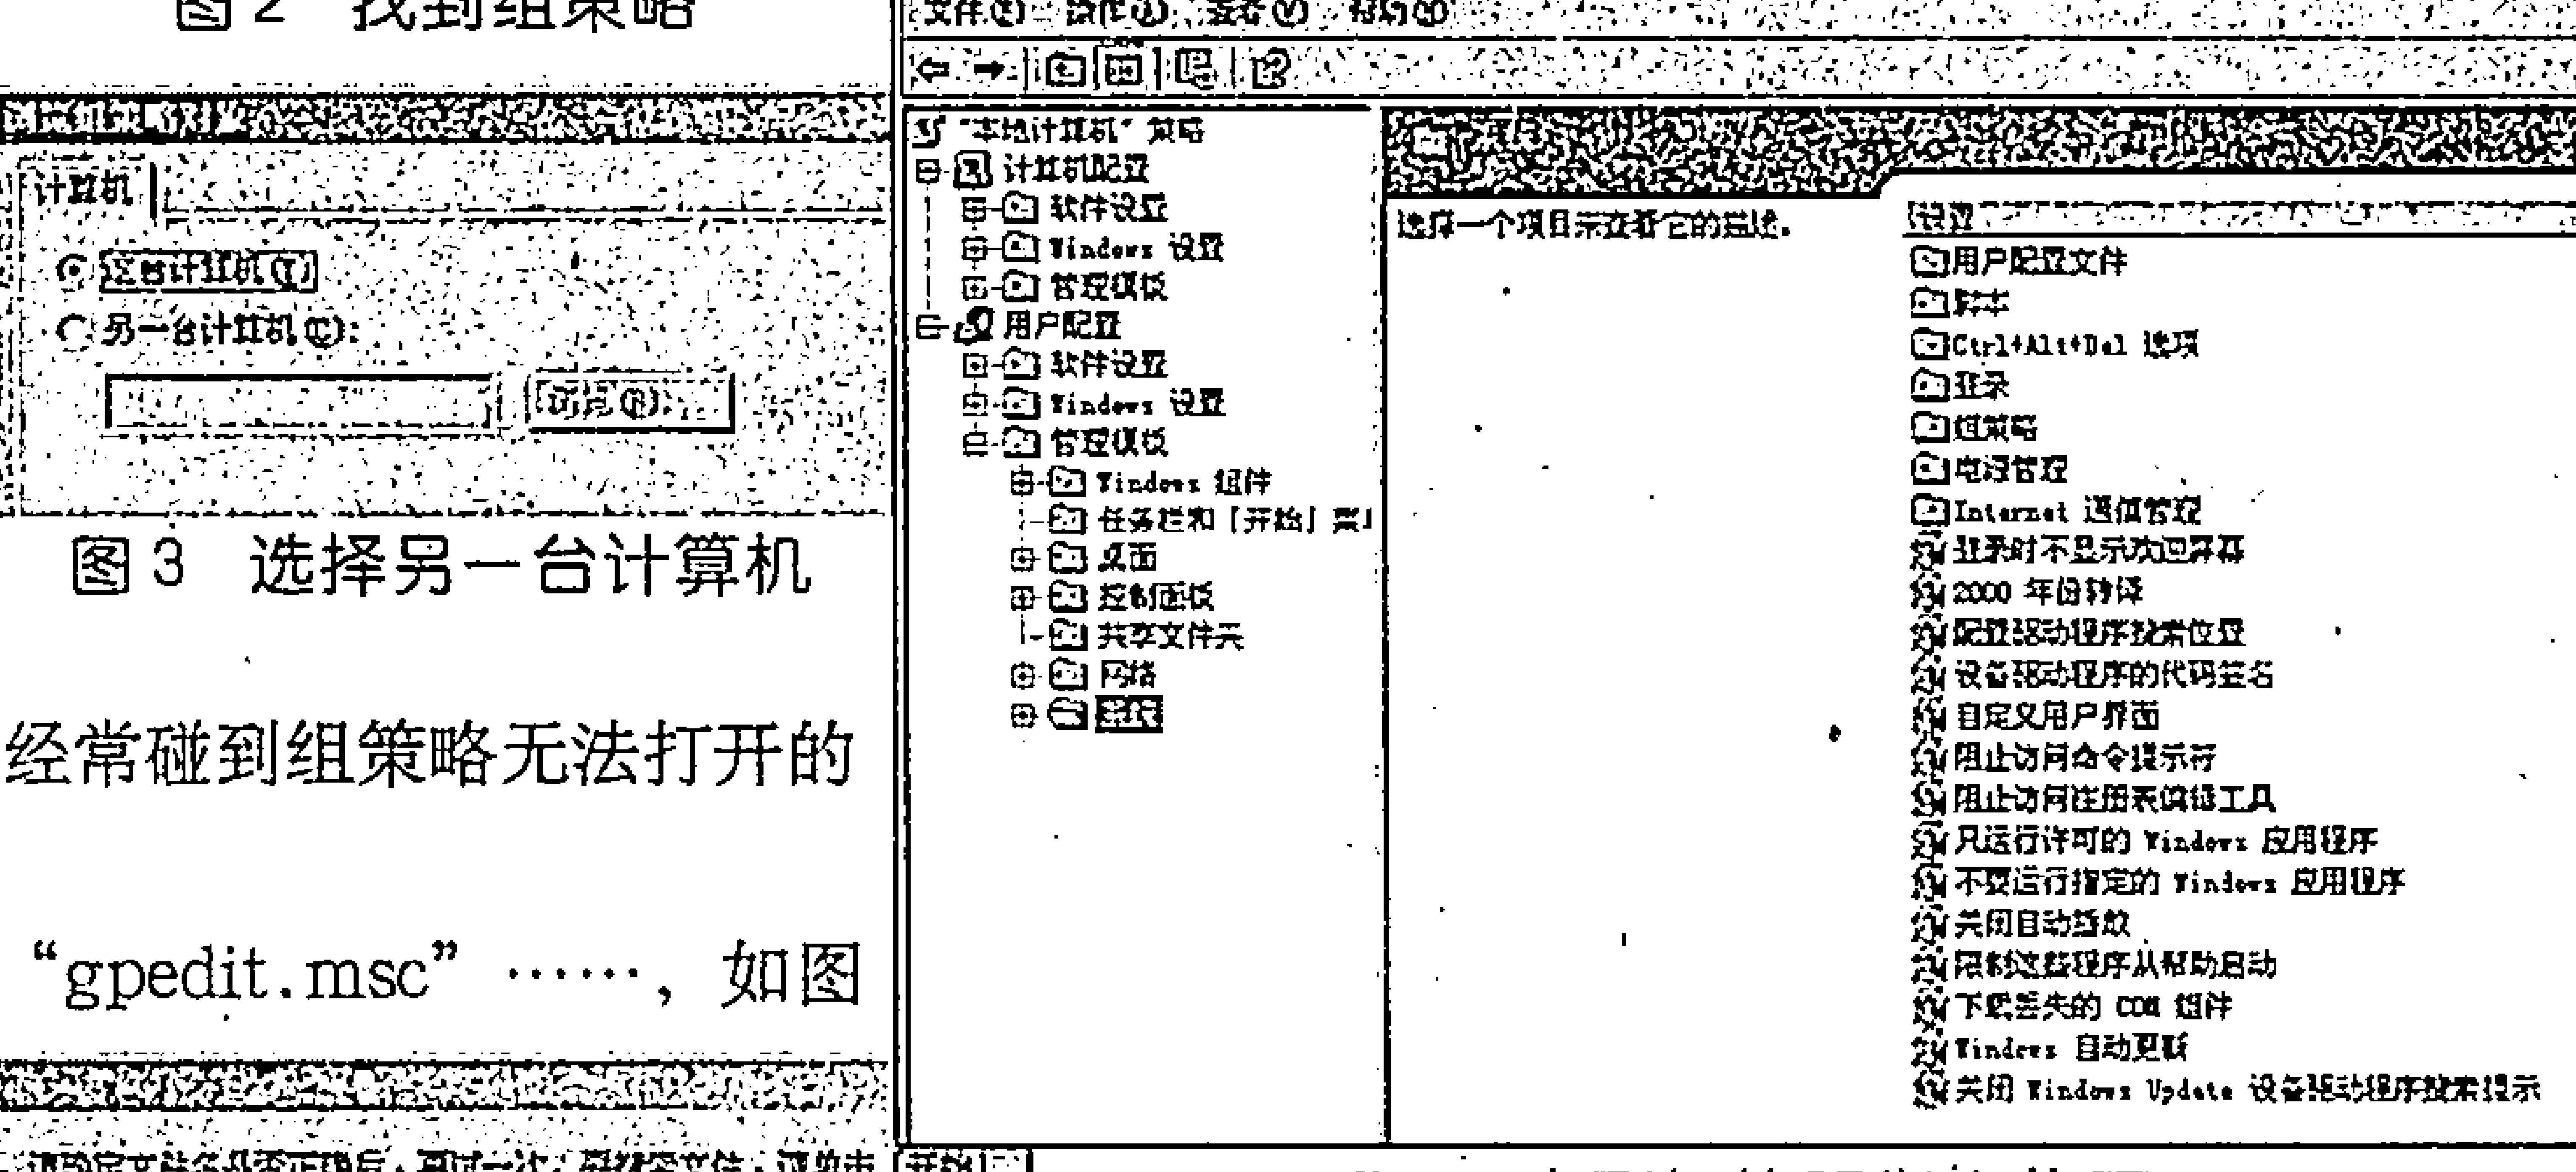 图2 找到组策略
计算机
这台计算机(T)
另一台计算机(C):
图3 选择另一台计算机
经常碰到组策略无法打开的
“gpedit.msc”……，如图
文件(F) 操作(A) 查看(V) 帮助(H)
“本地计算机” 策略
计算机配置
软件设置
Windows 设置
管理模板
用户配置
软件设置
Windows 设置
管理模板
Windows 组件
任务栏和「开始」菜
桌面
控制面板
共享文件夹
网络
系统
选择一个项目来查看它的描述。
设置
用户配置文件
脚本
Ctrl+Alt+Del 选项
登录
组策略
电源管理
Internet 通信管理
登录时不显示欢迎屏幕
2000 年份转译
配置驱动程序搜索位置
设备驱动程序的代码签名
自定义用户界面
阻止访问命令提示符
阻止访问注册表编辑工具
只运行许可的 Windows 应用程序
不要运行指定的 Windows 应用程序
关闭自动播放
限制这些程序从帮助启动
下载丢失的 COM 组件
Windows 自动更新
关闭 Windows Update 设备驱动程序搜索提示